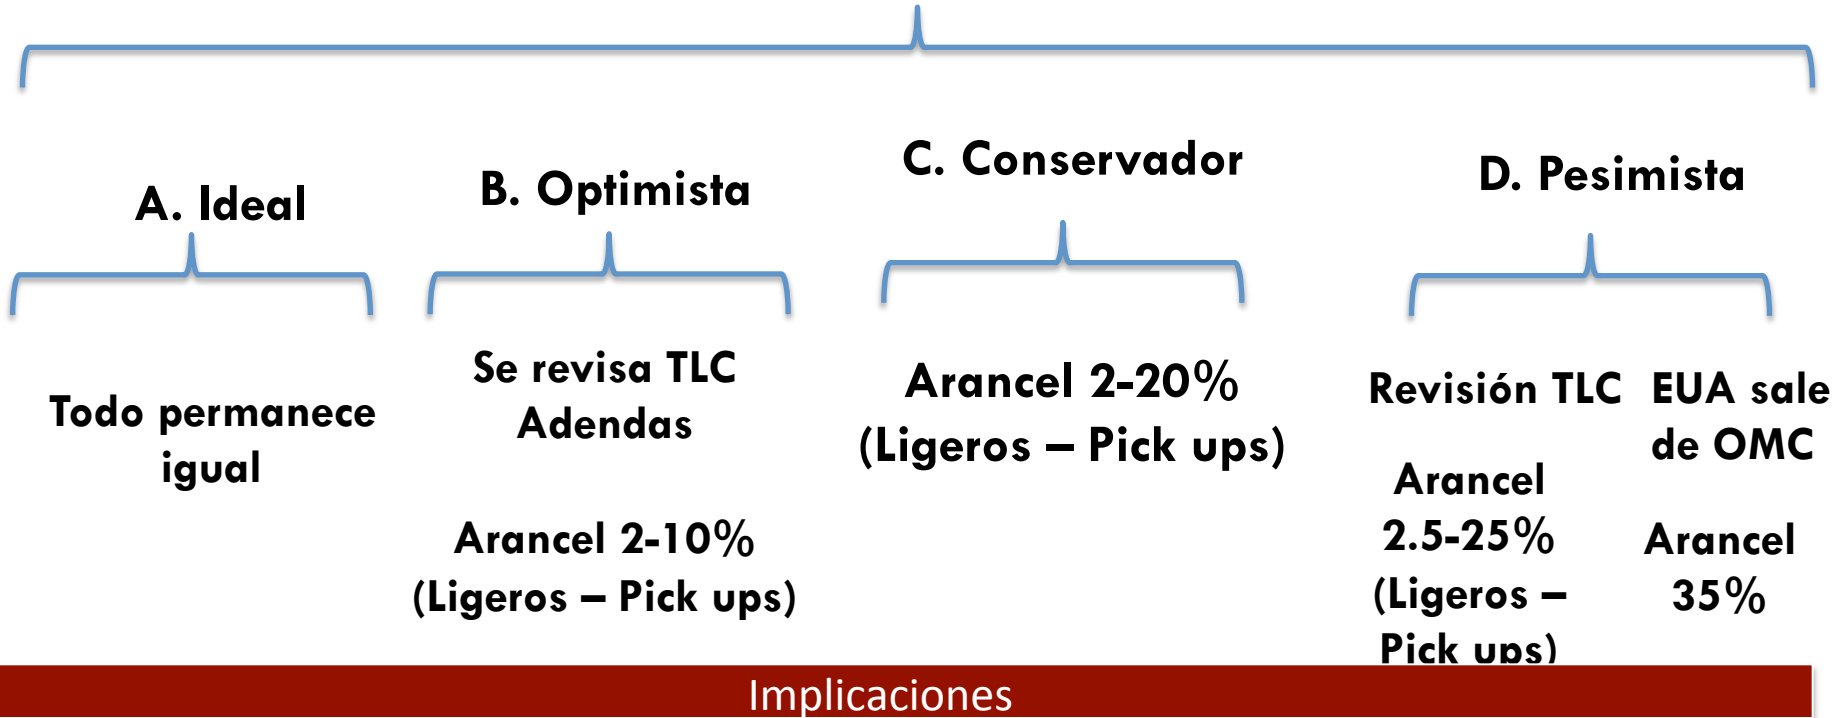 A. Ideal
Todo permanece
igual
B. Optimista
Se revisa TLC
Adendas
Arancel 2-10%
(Ligeros – Pick ups)
C. Conservador
Arancel 2-20%
(Ligeros – Pick ups)
D. Pesimista
Revisión TLC
Arancel
2.5-25%
(Ligeros –
Pick ups)
EUA sale
de OMC
Arancel
35%
Implicaciones